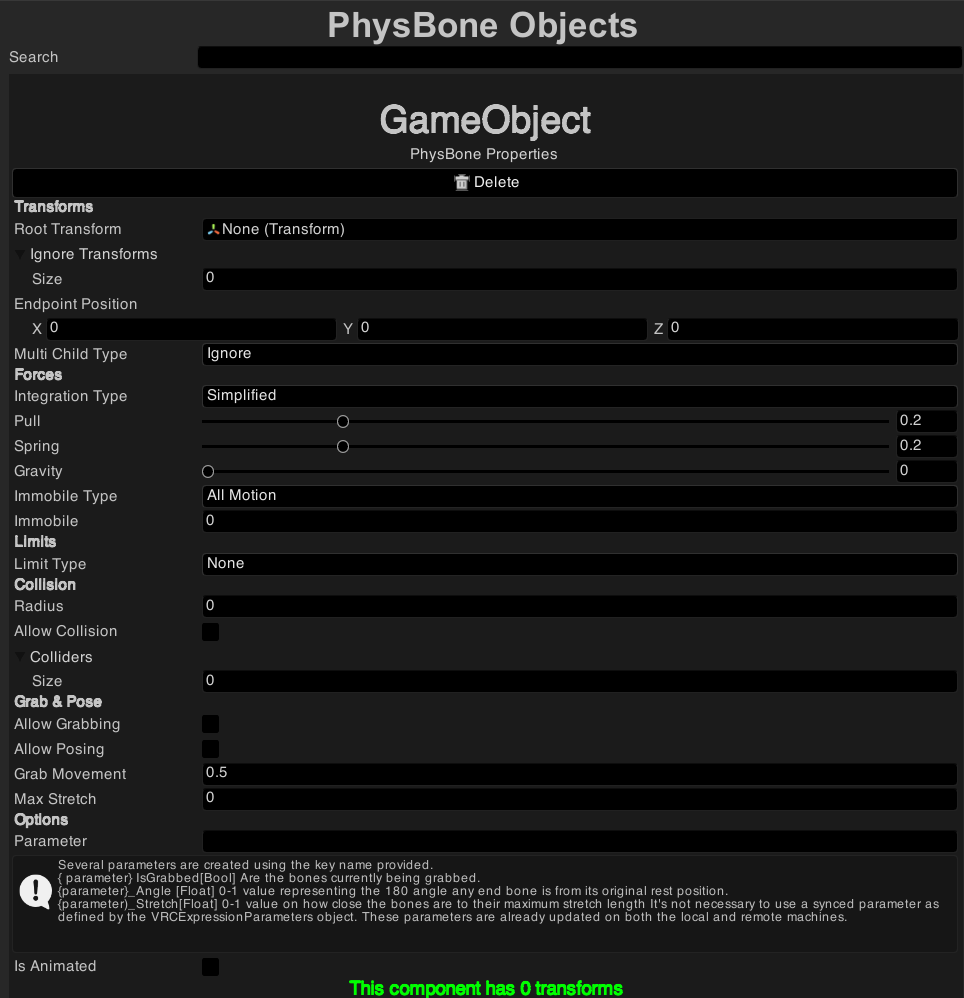 PhysBone Objects
Search
GameObject
PhysBone Properties
Delete
Transforms
Root Transform None (Transform)
Ignore Transforms
Size 0
Endpoint Position
X 0 Y 0 Z 0
Multi Child Type Ignore
Forces
Integration Type Simplified
Pull 0.2
Spring 0.2
Gravity 0
Immobile Type All Motion
Immobile 0
Limits
Limit Type None
Collision
Radius 0
Allow Collision
Colliders
Size 0
Grab & Pose
Allow Grabbing
Allow Posing
Grab Movement 0.5
Max Stretch 0
Options
Parameter
Several parameters are created using the key name provided.
{ parameter} IsGrabbed[Bool] Are the bones currently being grabbed.
{parameter)_Angle [Float] 0-1 value representing the 180 angle any end bone is from its original rest position.
{parameter)_Stretch[Float] 0-1 value on how close the bones are to their maximum stretch length It's not necessary to use a synced parameter as
defined by the VRCExpressionParameters object. These parameters are already updated on both the local and remote machines.
Is Animated
This component has 0 transforms